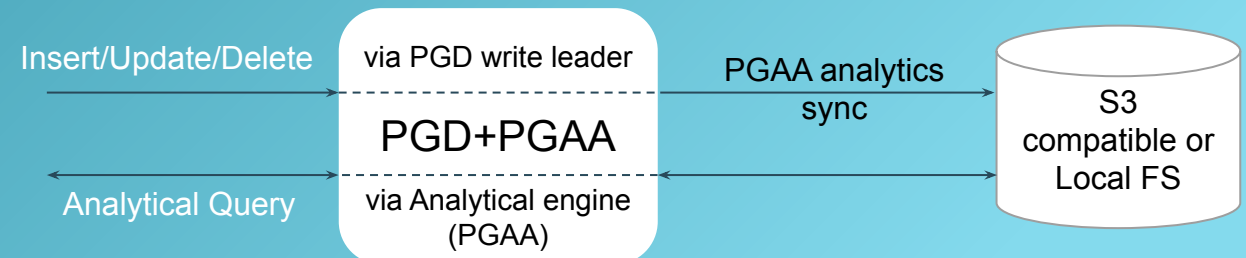 Insert/Update/Delete
via PGD write leader
PGAA analytics
sync
PGD+PGAA
S3
compatible or
Local FS
Analytical Query
via Analytical engine
(PGAA)